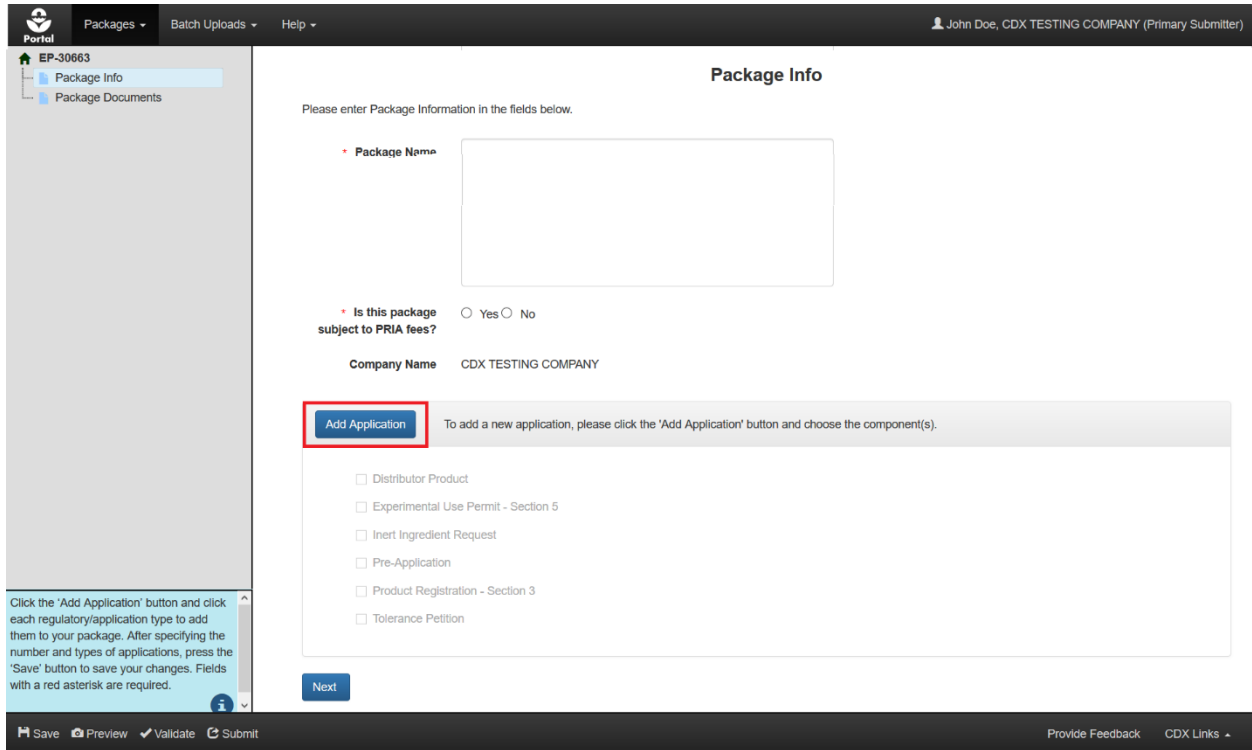 Portal
Packages
Batch Uploads
Help
John Doe, CDX TESTING COMPANY (Primary Submitter)
EP-30663
Package Info
Package Documents
Package Info
Please enter Package Information in the fields below.
* Package Name
* Is this package
subject to PRIA fees?
Yes No
Company Name CDX TESTING COMPANY
Add Application To add a new application, please click the 'Add Application' button and choose the component(s).
Distributor Product
Experimental Use Permit - Section 5
Inert Ingredient Request
Pre-Application
Product Registration - Section 3
Tolerance Petition
Click the 'Add Application' button and click
each regulatory/application type to add
them to your package. After specifying the
number and types of applications, press the
'Save' button to save your changes. Fields
with a red asterisk are required.
Next
Save Preview Validate Submit
Provide Feedback CDX Links